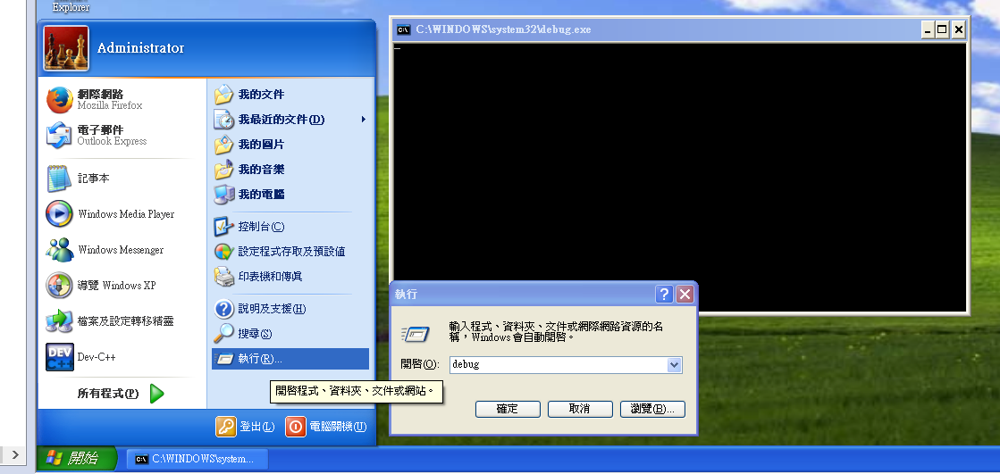 Explorer
Administrator
網際網路
Mozilla Firefox
電子郵件
Outlook Express
記事本
Windows Media Player
Windows Messenger
導覽 Windows XP
檔案及設定轉移精靈
Dev-C++
所有程式(P)
我的文件
我最近的文件(D)
我的圖片
我的音樂
我的電腦
控制台(C)
設定程式存取及預設值
印表機和傳真
說明及支援(H)
搜尋(S)
執行(R)...
開啓程式、資料夾、文件或網站。
登出(L)
電腦關機(U)
開始
C:\WINDOWS\system...
C:\WINDOWS\system32\debug.exe
執行
輸入程式、資料夾、文件或網際網路資源的名
稱，Windows 會自動開啓。
開啓(O):
debug
確定
取消
瀏覽(B)...